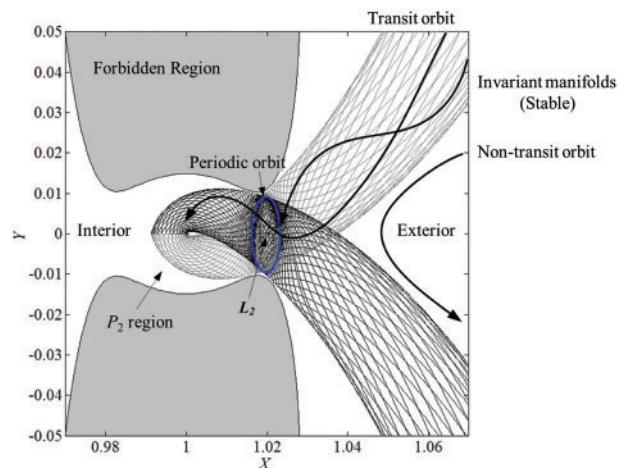 Transit orbit
0.05
Forbidden Region
0.04
Invariant manifolds
(Stable)
0.03
0.02
Non-transit orbit
Periodic orbit
0.01
Y
0
Interior
Exterior
-0.01
P2 region
L2
-0.02
-0.03
-0.04
-0.05
0.98
1
1.02
1.04
1.06
X